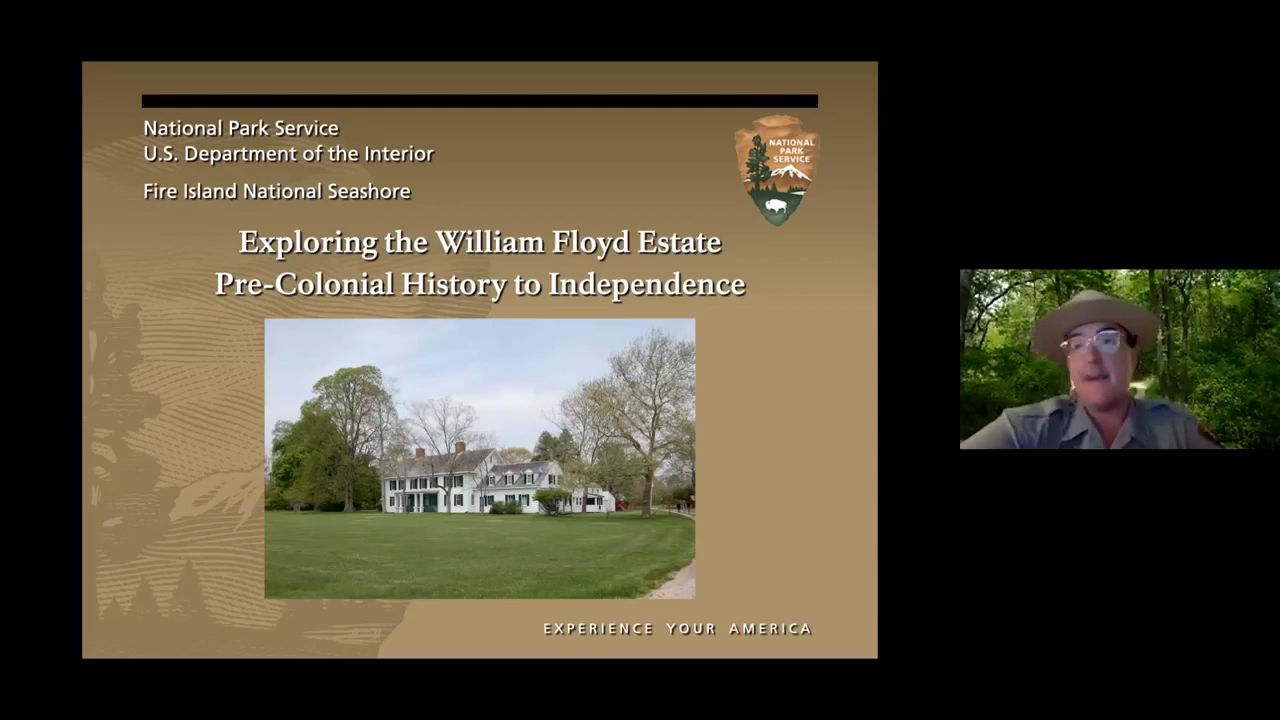 National Park Service
U.S. Department of the Interior
Fire Island National Seashore
NATIONAL
PARK
SERVICE
Exploring the William Floyd Estate
Pre-Colonial History to Independence
EXPERIENCE YOUR AMERICA